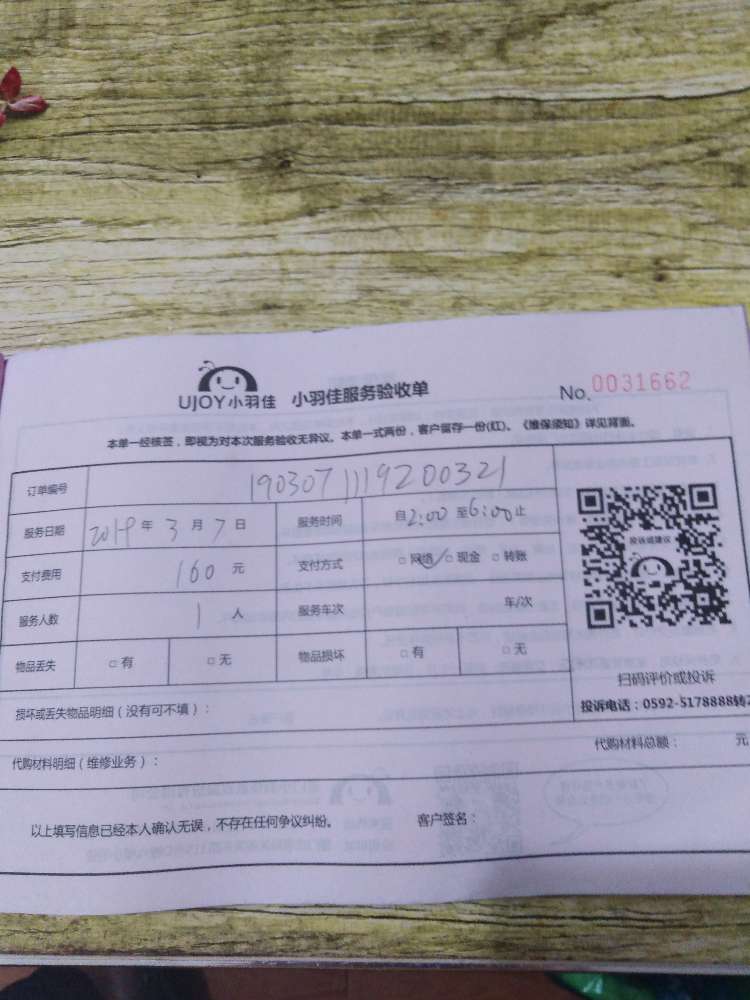 UJOY小羽佳 小羽佳服务验收单 No. 0031662
本单一经核签，即视为对本次服务验收无异议。本单一式两份，客户留存一份(红)。《维保须知》详见背面。
订单编号 1903071119200321
服务日期 2019年3月7日 服务时间 自2:00至6:00止
支付费用 160元 支付方式 □网络✓ □现金 □转账
投诉或建议
服务人数 1人 服务车次 车/次
物品丢失 □有 □无 物品损坏 □有 □无
扫码评价或投诉
损坏或丢失物品明细（没有可不填）：
投诉电话：0592-5178888转
代购材料明细（维修业务）： 代购材料总额： 元
以上填写信息已经本人确认无误，不存在任何争议纠纷。 客户签名：